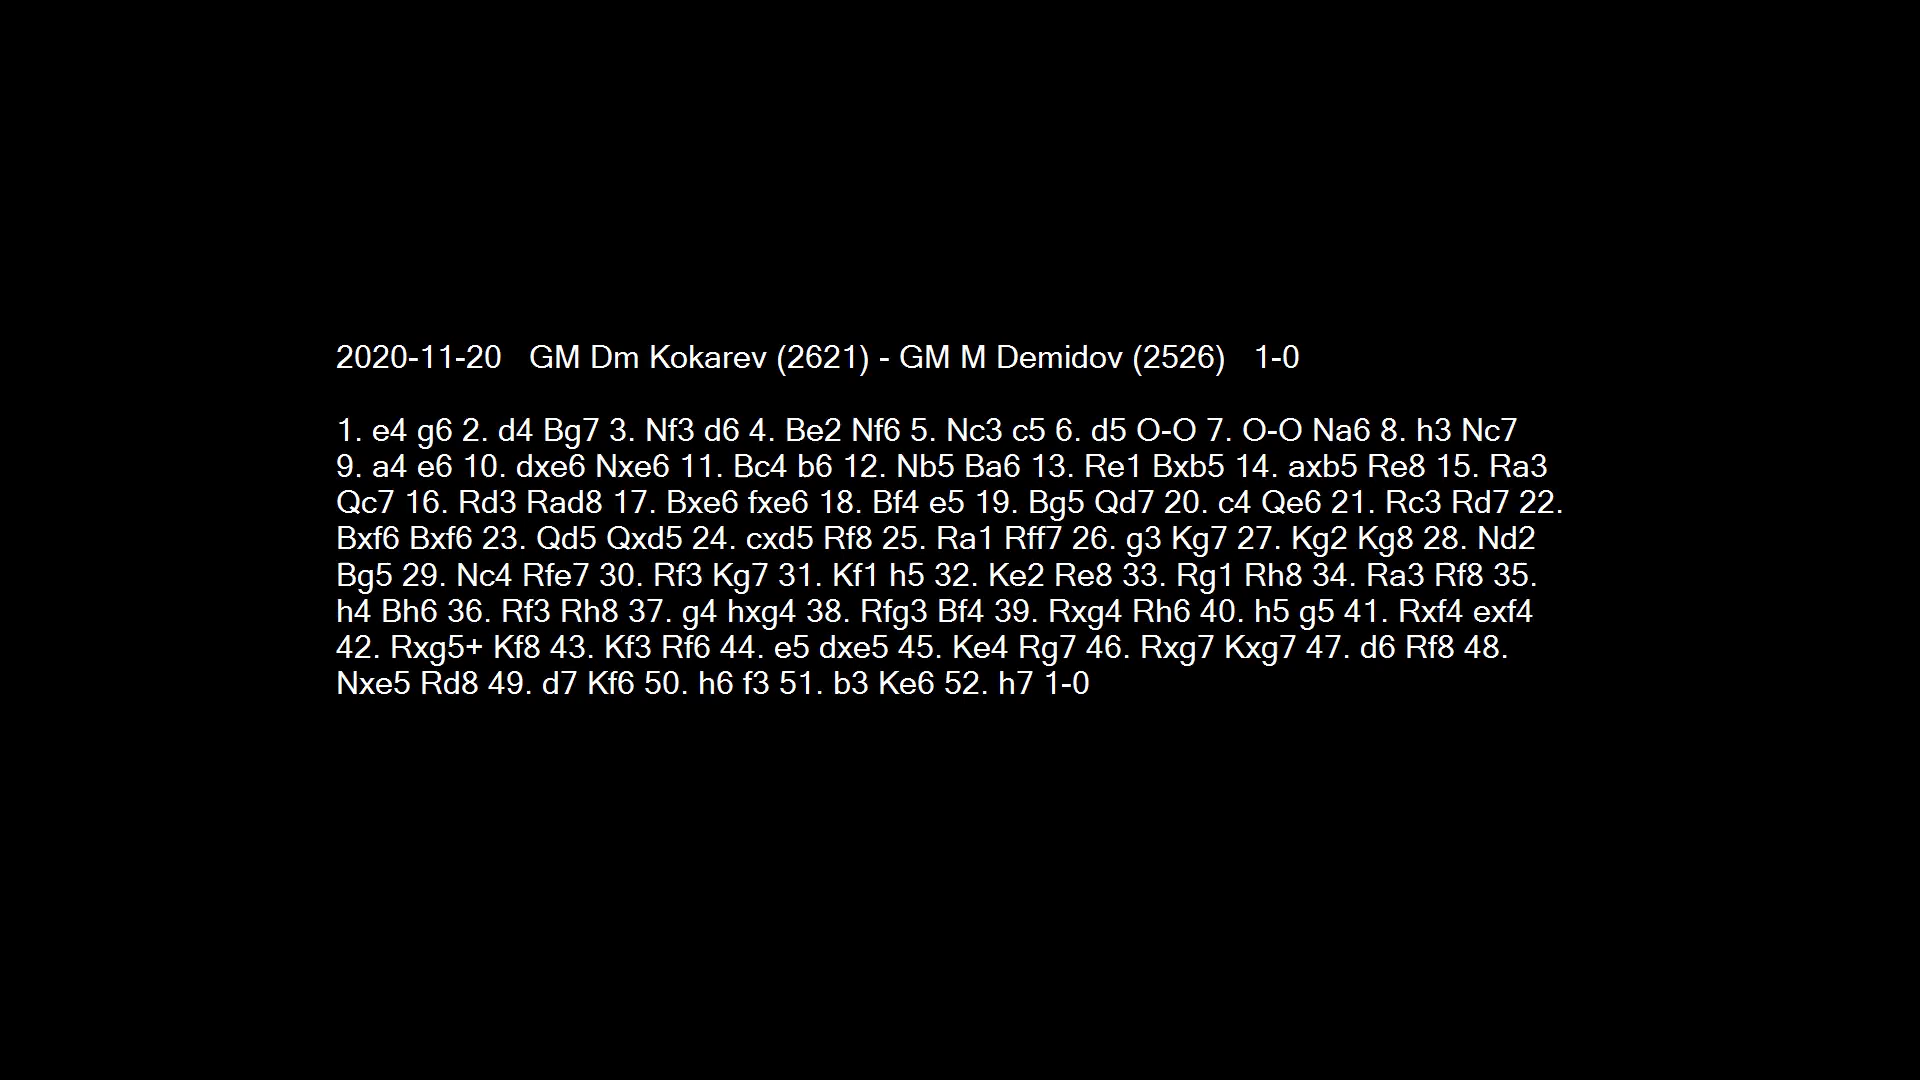 2020-11-20   GM Dm Kokarev (2621) - GM M Demidov (2526)   1-0
1. e4 g6 2. d4 Bg7 3. Nf3 d6 4. Be2 Nf6 5. Nc3 c5 6. d5 O-O 7. O-O Na6 8. h3 Nc7
9. a4 e6 10. dxe6 Nxe6 11. Bc4 b6 12. Nb5 Ba6 13. Re1 Bxb5 14. axb5 Re8 15. Ra3
Qc7 16. Rd3 Rad8 17. Bxe6 fxe6 18. Bf4 e5 19. Bg5 Qd7 20. c4 Qe6 21. Rc3 Rd7 22.
Bxf6 Bxf6 23. Qd5 Qxd5 24. cxd5 Rf8 25. Ra1 Rff7 26. g3 Kg7 27. Kg2 Kg8 28. Nd2
Bg5 29. Nc4 Rfe7 30. Rf3 Kg7 31. Kf1 h5 32. Ke2 Re8 33. Rg1 Rh8 34. Ra3 Rf8 35.
h4 Bh6 36. Rf3 Rh8 37. g4 hxg4 38. Rfg3 Bf4 39. Rxg4 Rh6 40. h5 g5 41. Rxf4 exf4
42. Rxg5+ Kf8 43. Kf3 Rf6 44. e5 dxe5 45. Ke4 Rg7 46. Rxg7 Kxg7 47. d6 Rf8 48.
Nxe5 Rd8 49. d7 Kf6 50. h6 f3 51. b3 Ke6 52. h7 1-0